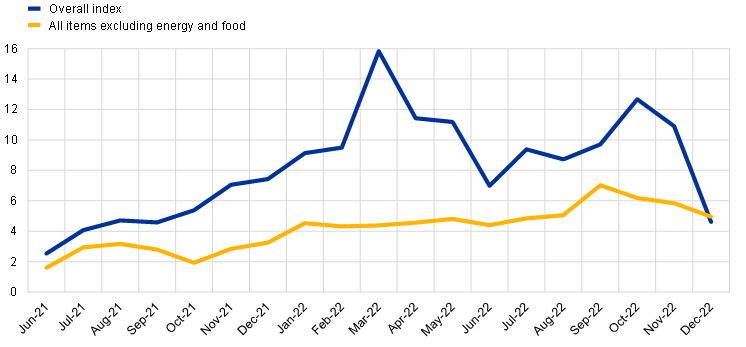 Overall index
All items excluding energy and food
16
14
12
10
8
6
4
2
0
Jun-21
Jul-21
Aug-21
Sep-21
Oct-21
Nov-21
Dec-21
Jan-22
Feb-22
Mar-22
Apr-22
May-22
Jun-22
Jul-22
Aug-22
Sep-22
Oct-22
Nov-22
Dec-22